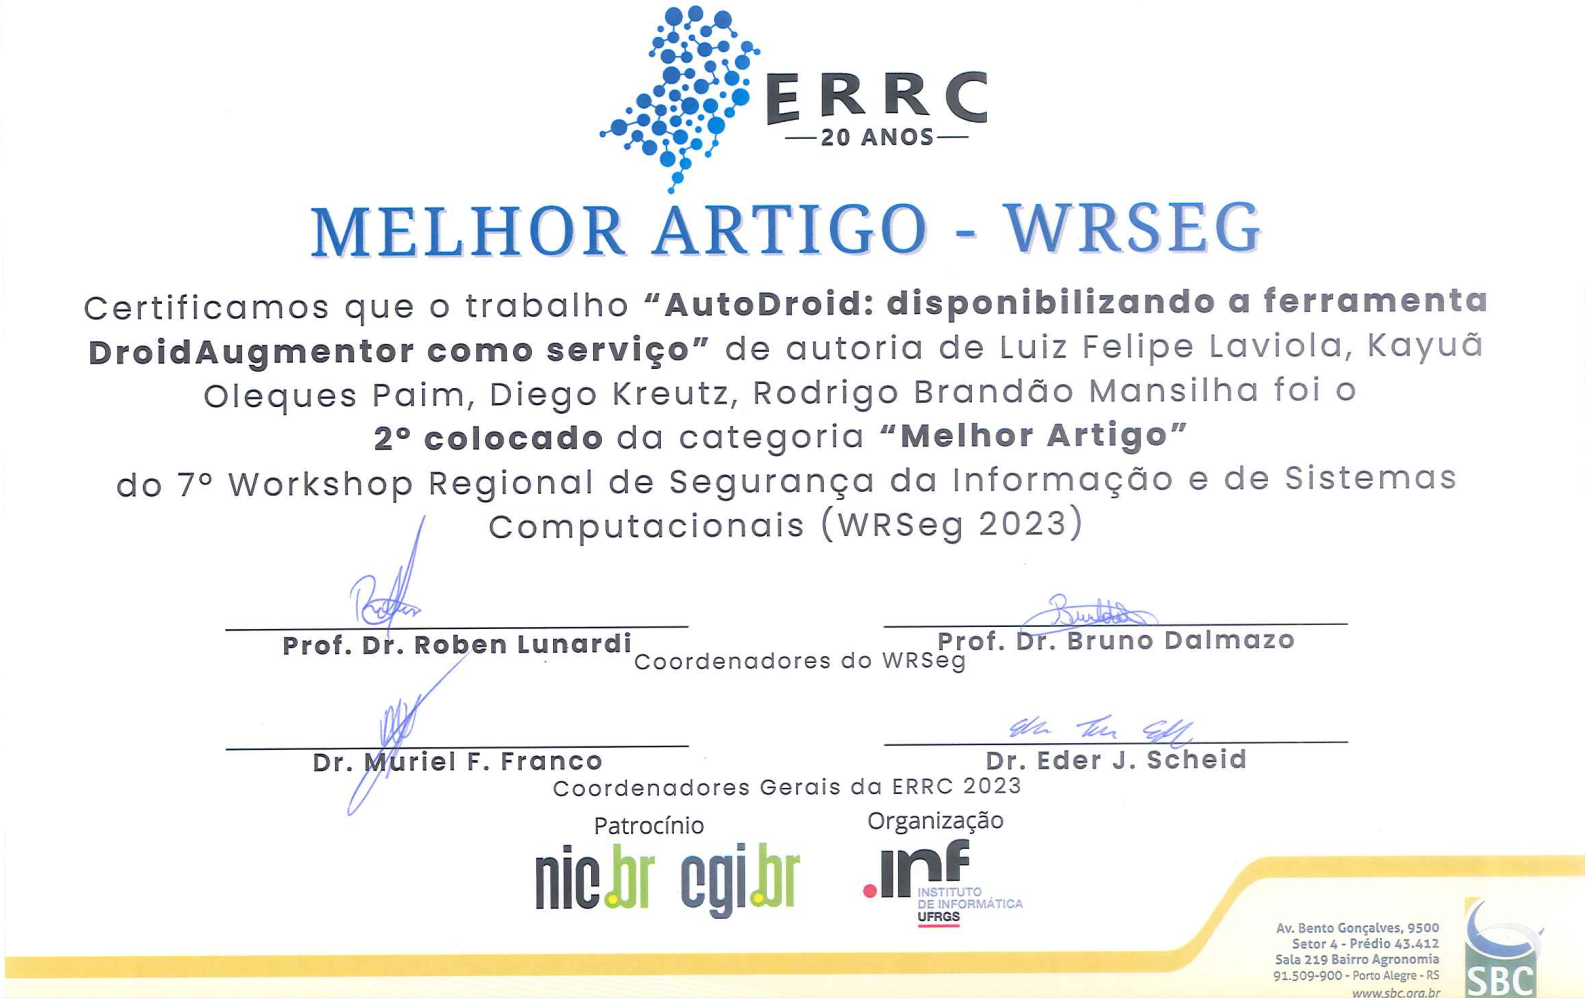 ERRC
20 ANOS
MELHOR ARTIGO - WRSEG
Certificamos que o trabalho “AutoDroid: disponibilizando a ferramenta
DroidAugmentor como serviço” de autoria de Luiz Felipe Laviola, Kayuã
Oleques Paim, Diego Kreutz, Rodrigo Brandão Mansilha foi o
2º colocado da categoria “Melhor Artigo”
do 7º Workshop Regional de Segurança da Informação e de Sistemas
Computacionais (WRSeg 2023)
Prof. Dr. Roben Lunardi
Prof. Dr. Bruno Dalmazo
Coordenadores do WRSeg
Dr. Muriel F. Franco
Dr. Eder J. Scheid
Coordenadores Gerais da ERRC 2023
Patrocínio
Organização
nic.br cgi.br
.inf
INSTITUTO
DE INFORMÁTICA
UFRGS
Av. Bento Gonçalves, 9500
Setor 4 - Prédio 43.412
Sala 219 Bairro Agronomia
91.509-900 - Porto Alegre - RS
www.sbc.org.br
SBC